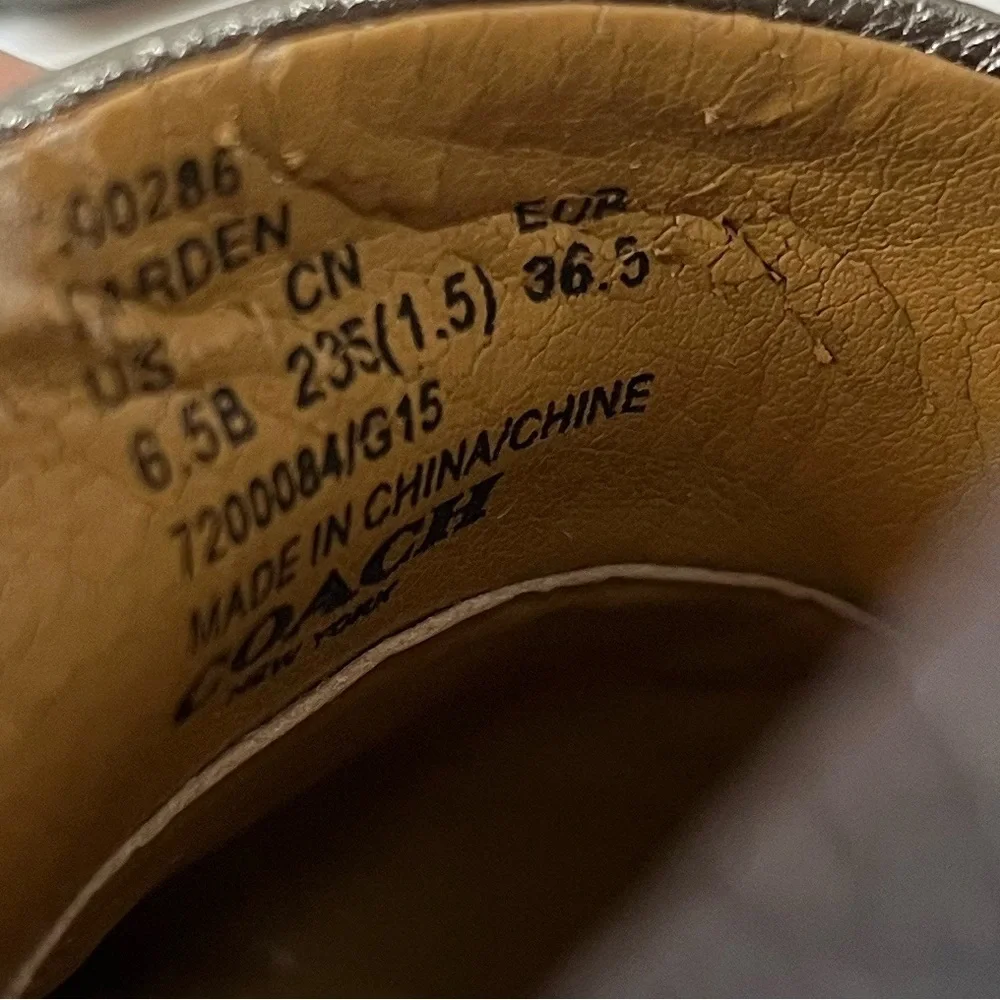 90286
ARDEN
US CN EUR
6.5B 235(1.5) 36.5
7200084/G15
MADE IN CHINA/CHINE
COACH
NEW YORK